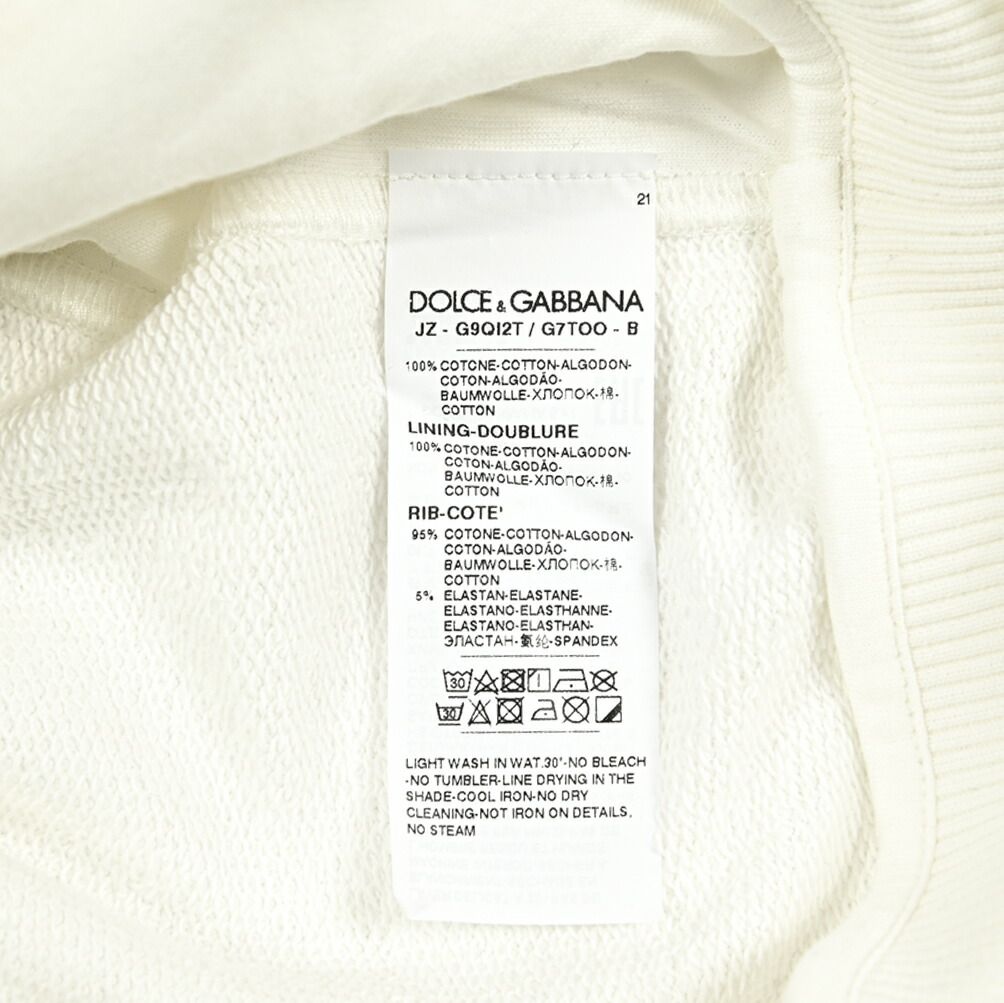 21
DOLCE & GABBANA
JZ - G9QI2T / G7TOO - B
100% COTONE-COTTON-ALGODON-
COTON-ALGODÃO-
BAUMWOLLE-ХЛОПОК-棉-
COTTON
LINING-DOUBLURE
100% COTONE-COTTON-ALGODON-
COTON-ALGODÃO-
BAUMWOLLE-ХЛОПОК-棉-
COTTON
RIB-COTE'
95% COTONE-COTTON-ALGODON-
COTON-ALGODÃO-
BAUMWOLLE-ХЛОПОК-棉-
COTTON
5% ELASTAN-ELASTANE-
ELASTANO-ELASTHANNE-
ELASTANO-ELASTHAN-
ЭЛАСТАН-氨纶-SPANDEX
30
30
LIGHT WASH IN WAT.30°-NO BLEACH
-NO TUMBLER-LINE DRYING IN THE
SHADE-COOL IRON-NO DRY
CLEANING-NOT IRON ON DETAILS,
NO STEAM